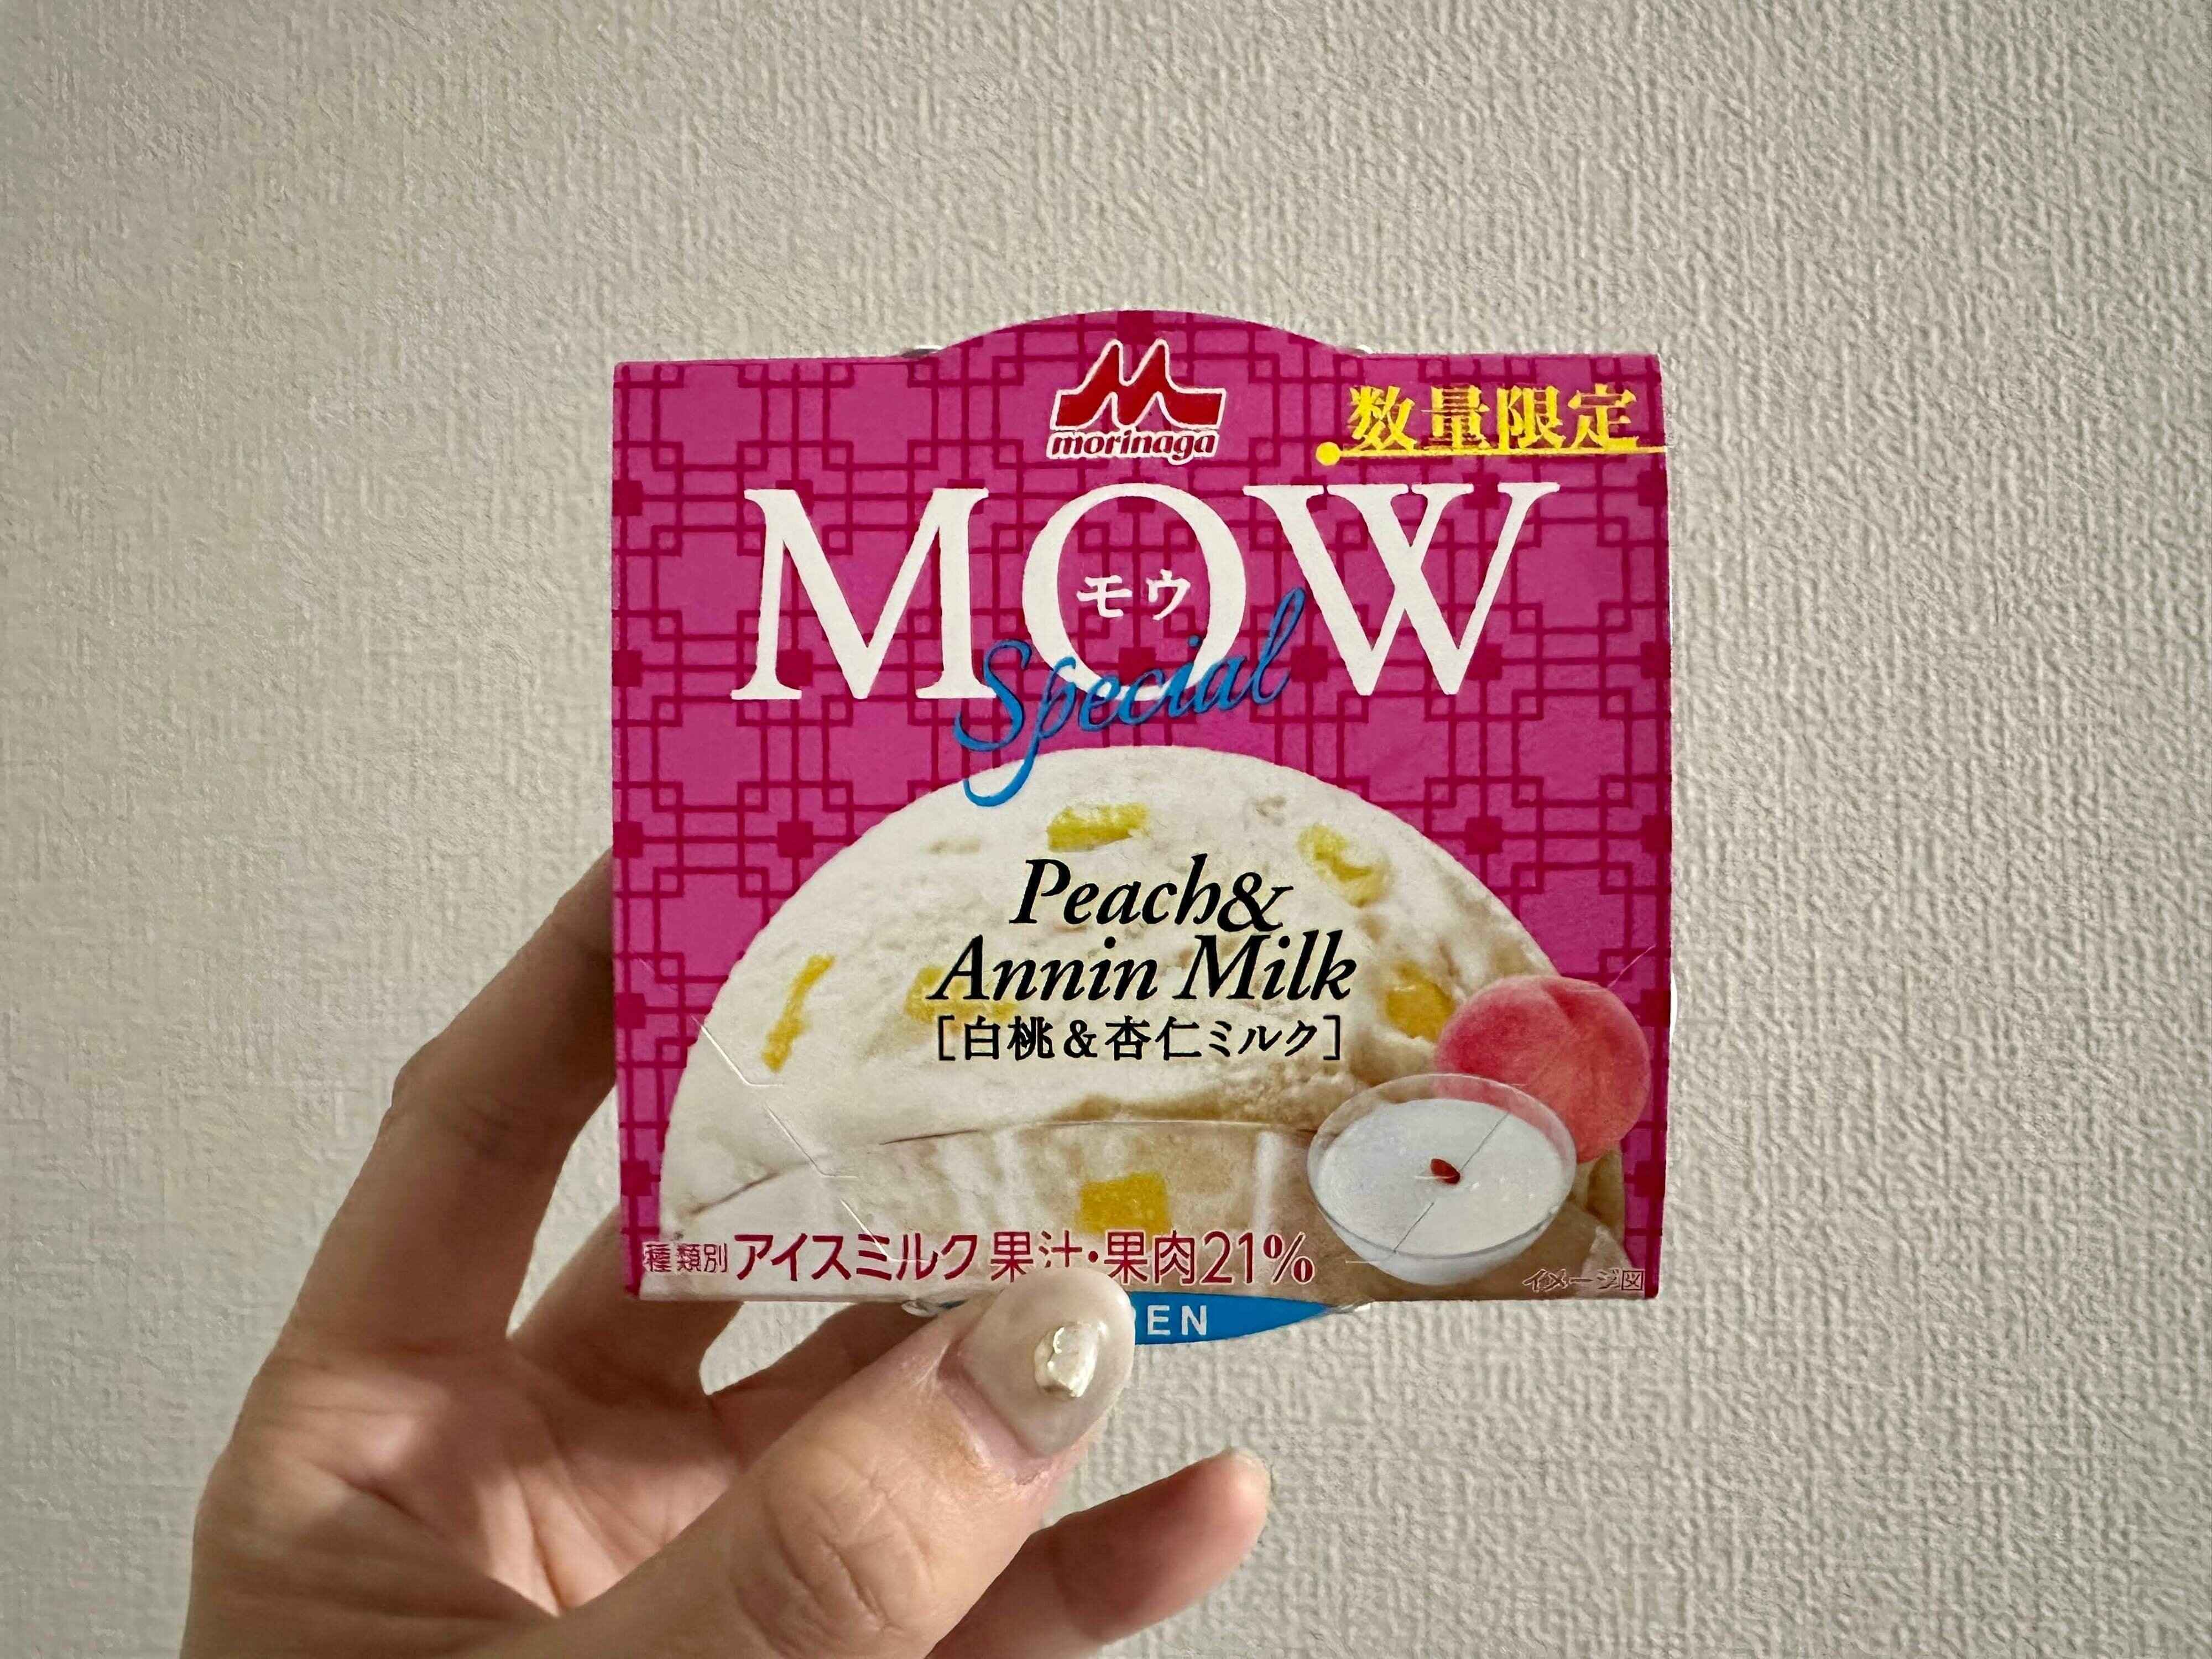 morinaga
数量限定
MOW
モウ
Special
Peach&
Annin Milk
[白桃&杏仁ミルク]
種類別 アイスミルク 果汁・果肉21%
イメージ図